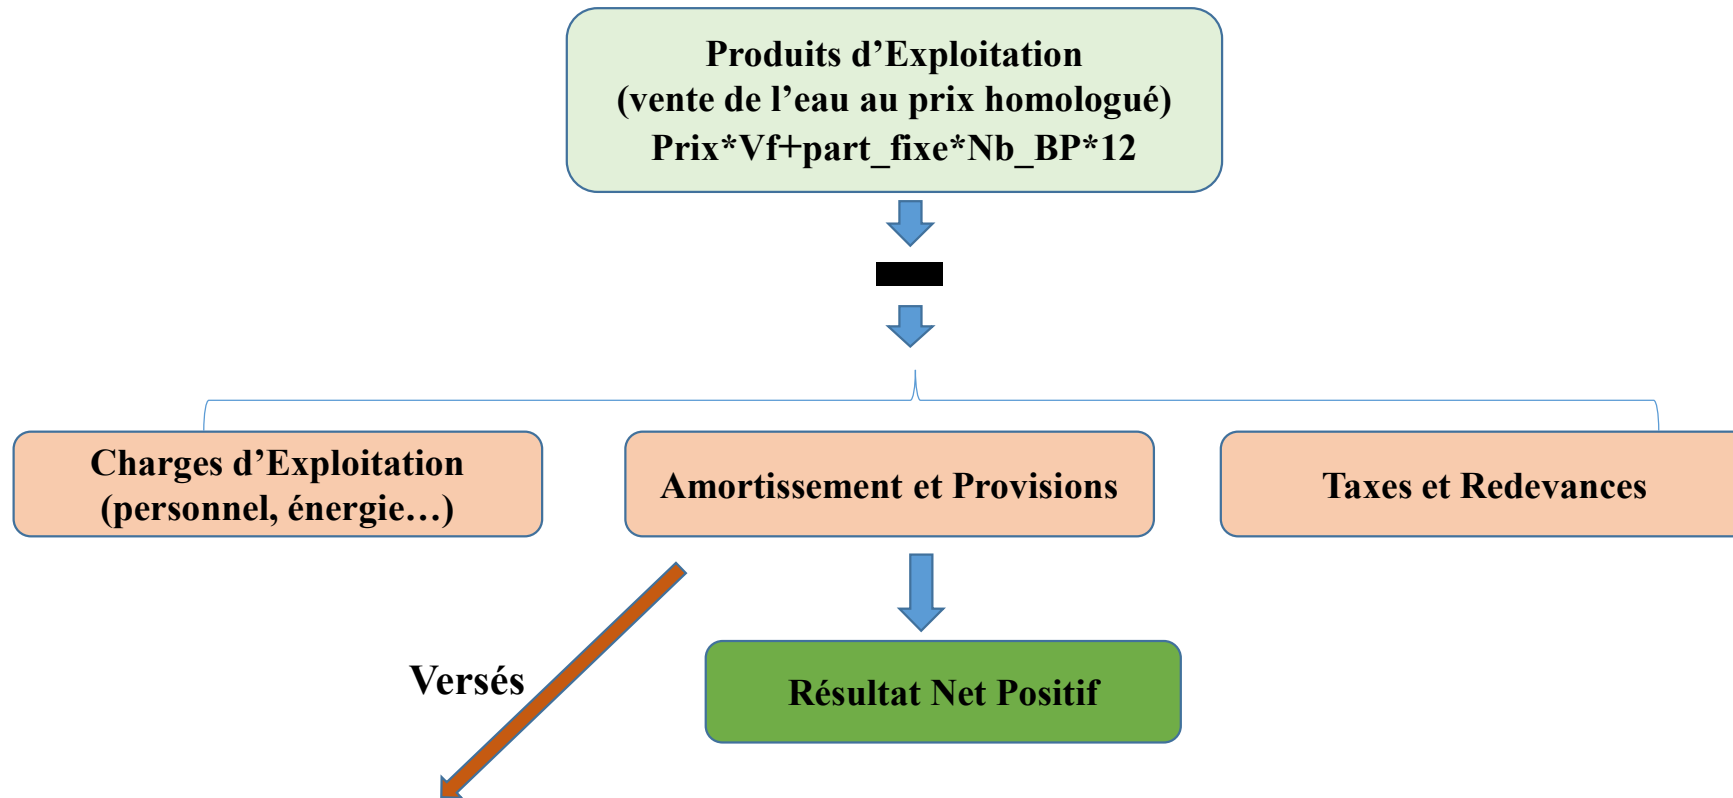 Produits d’Exploitation
(vente de l’eau au prix homologué)
Prix*Vf+part_fixe*Nb_BP*12
Charges d’Exploitation
(personnel, énergie…)
Amortissement et Provisions
Taxes et Redevances
Versés
Résultat Net Positif